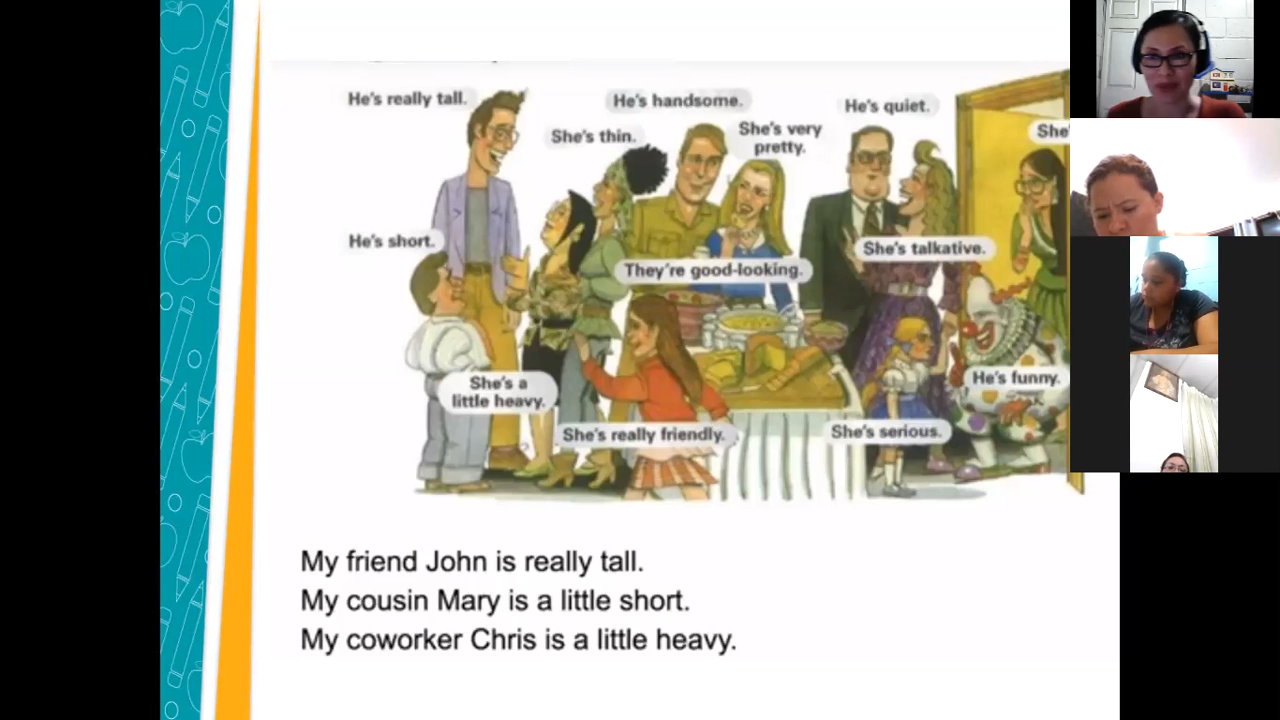 He's really tall.
He's handsome.
He's quiet.
She's thin.
She's very
pretty.
She'
He's short.
They're good-looking.
She's talkative.
She's a
little heavy.
He's funny.
She's really friendly.
She's serious.
My friend John is really tall.
My cousin Mary is a little short.
My coworker Chris is a little heavy.